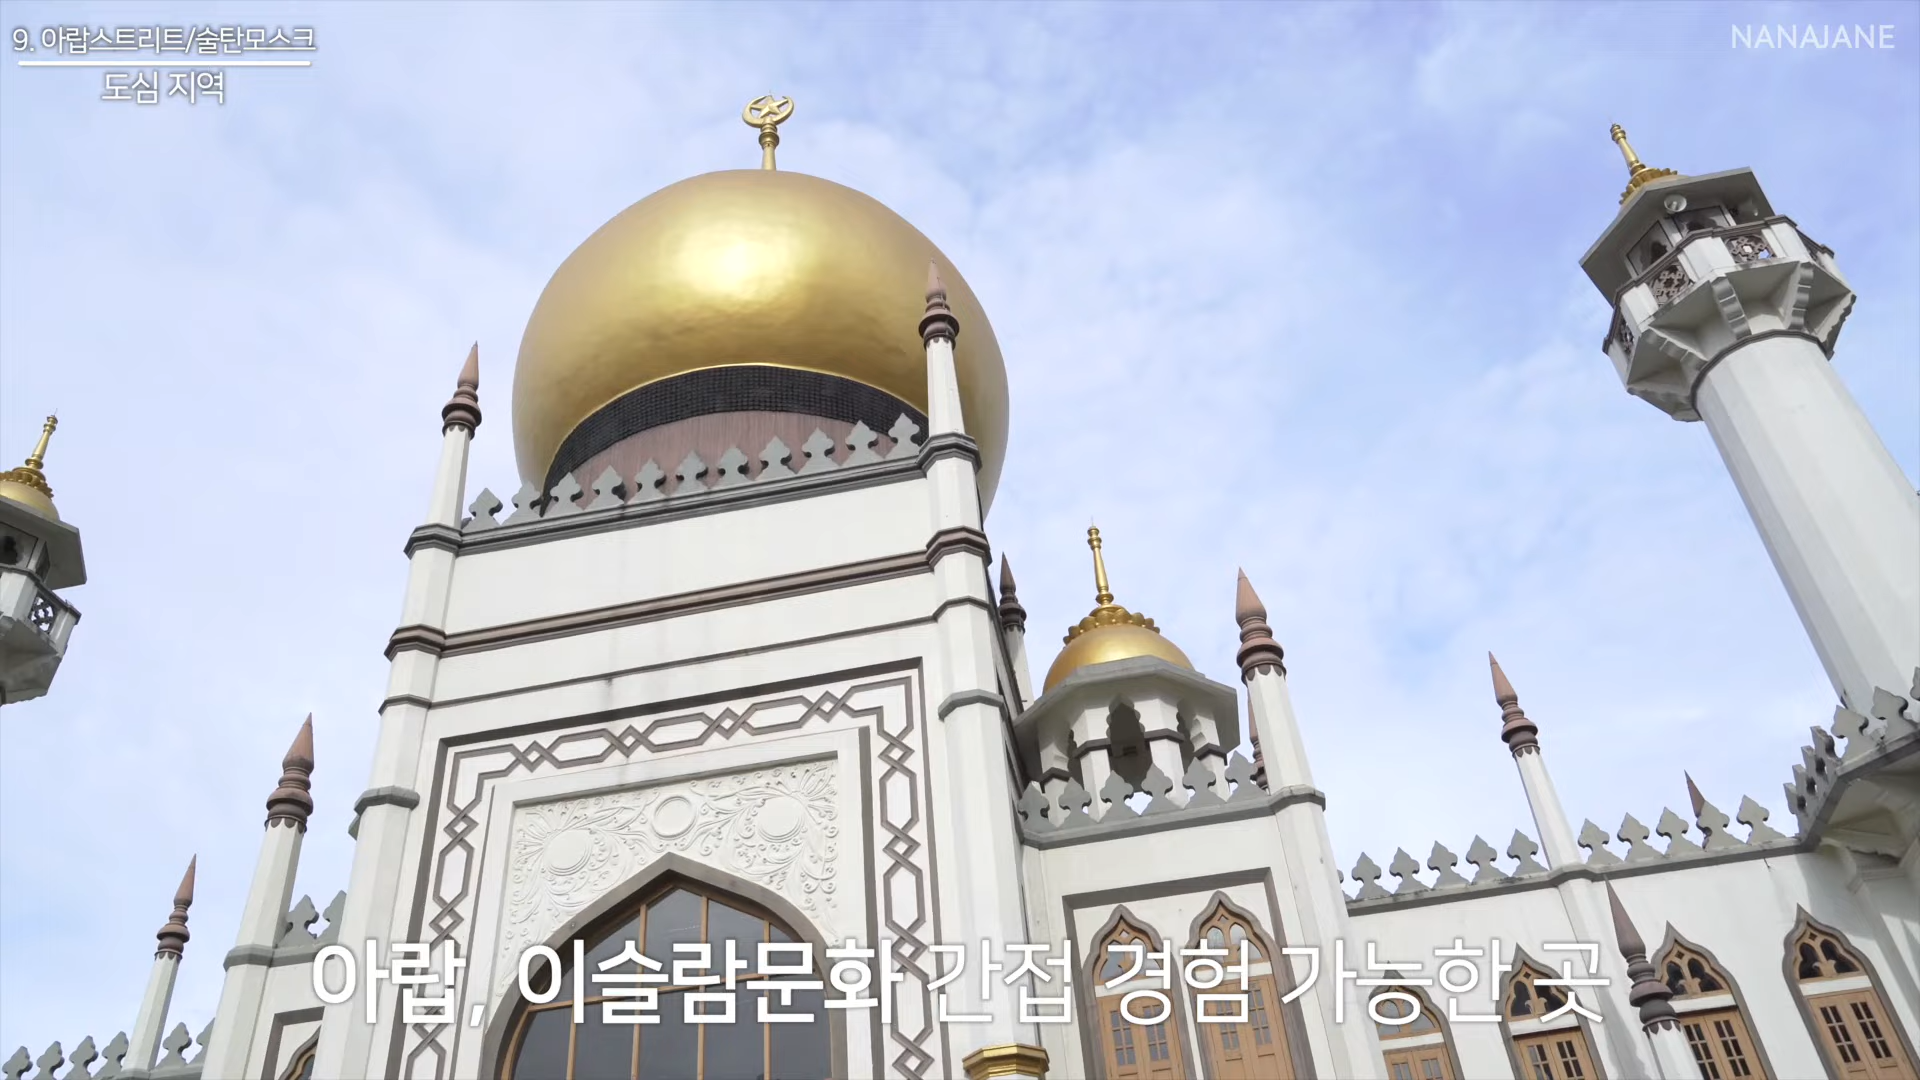 9. 아랍스트리트/술탄모스크
도심 지역
NANAJANE
아랍, 이슬람문화 간접 경험 가능한 곳